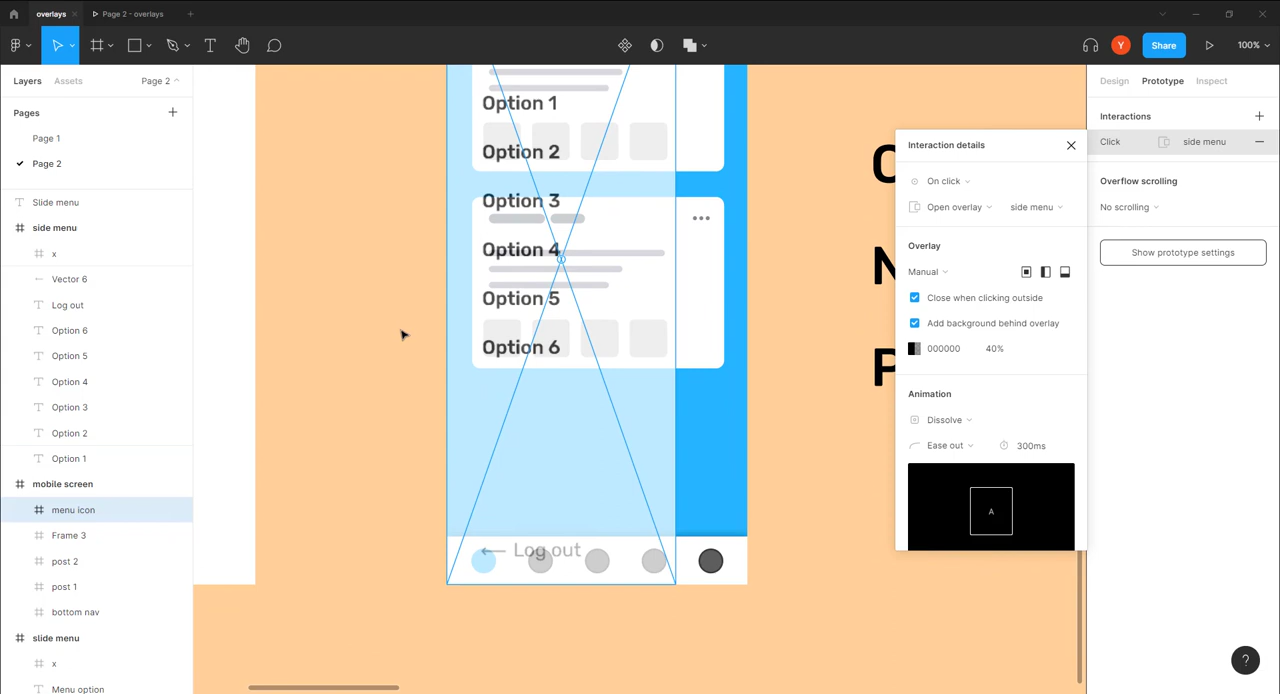 overlays
Page 2 - overlays
Y
Share
100%
Layers
Assets
Page 2
Pages
Page 1
Page 2
Slide menu
side menu
x
Vector 6
Log out
Option 6
Option 5
Option 4
Option 3
Option 2
Option 1
mobile screen
menu icon
Frame 3
post 2
post 1
bottom nav
slide menu
x
Menu option
Option 1
Option 2
Option 3
Option 4
Option 5
Option 6
Log out
O
N
P
Interaction details
On click
Open overlay side menu
Overlay
Manual
Close when clicking outside
Add background behind overlay
000000 40%
Animation
Dissolve
Ease out 300ms
A
Design Prototype Inspect
Interactions
Click side menu
Overflow scrolling
No scrolling
Show prototype settings
?